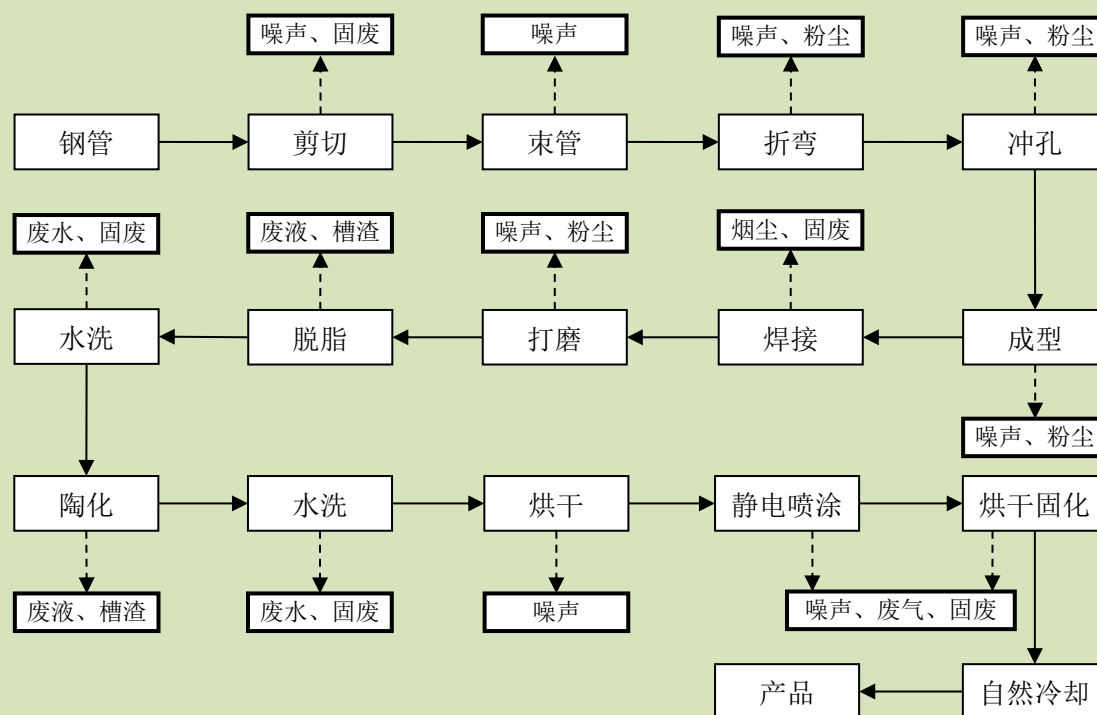 噪声、固废
噪声
噪声、粉尘
噪声、粉尘
钢管
剪切
束管
折弯
冲孔
废水、固废
废液、槽渣
噪声、粉尘
烟尘、固废
水洗
脱脂
打磨
焊接
成型
噪声、粉尘
陶化
水洗
烘干
静电喷涂
烘干固化
废液、槽渣
废水、固废
噪声
噪声、废气、固废
产品
自然冷却